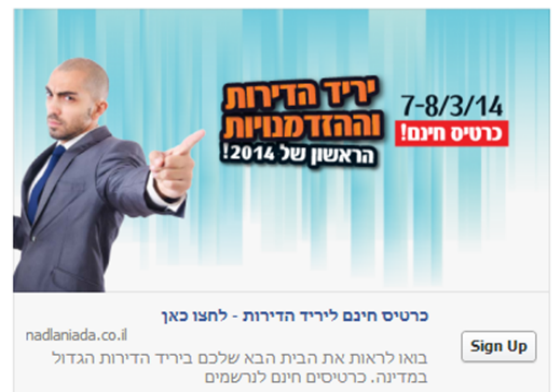 יריד הדירות
וההזדמנויות
הראשון של 2014!
7-8/3/14
כרטיס חינם!
כרטיס חינם ליריד הדירות - לחצו כאן
nadlaniada.co.il
בואו לראות את הבית הבא שלכם ביריד הדירות הגדול
במדינה. כרטיסים חינם לנרשמים
Sign Up